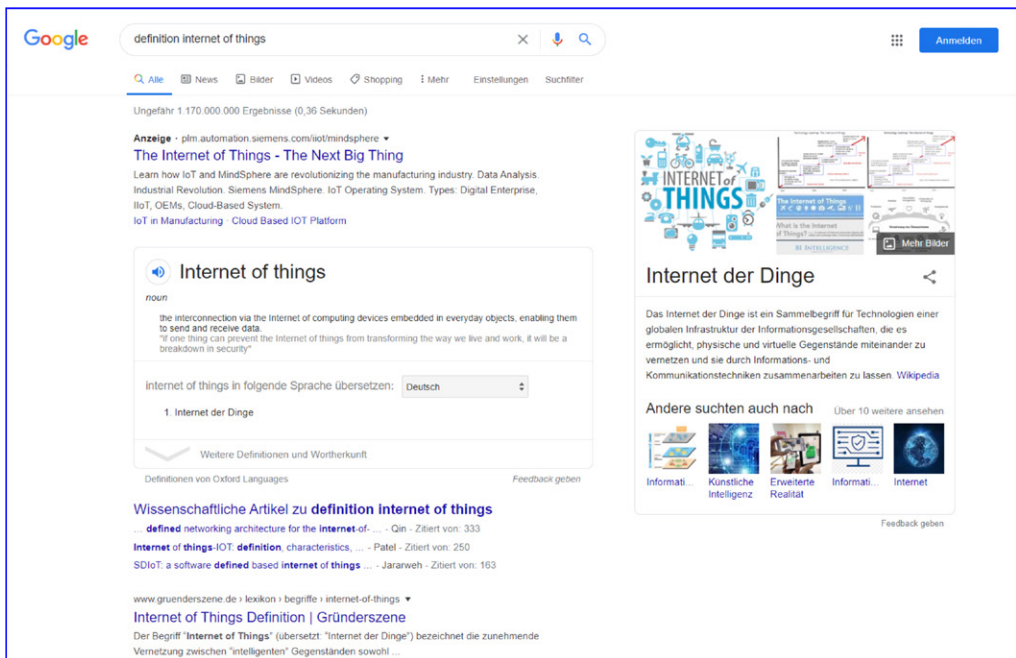 Google
definition internet of things
Anmelden
Alle
News
Bilder
Videos
Shopping
Mehr
Einstellungen
Suchfilter
Ungefähr 1.170.000.000 Ergebnisse (0,36 Sekunden)
Anzeige · plm.automation.siemens.com/iiot/mindsphere
The Internet of Things - The Next Big Thing
Learn how IoT and MindSphere are revolutionizing the manufacturing industry. Data Analysis.
Industrial Revolution. Siemens MindSphere. IoT Operating System. Types: Digital Enterprise,
IIoT, OEMs, Cloud-Based System.
IoT in Manufacturing · Cloud Based IOT Platform
Internet of things
noun
the interconnection via the Internet of computing devices embedded in everyday objects, enabling them
to send and receive data.
"If one thing can prevent the Internet of things from transforming the way we live and work, it will be a
breakdown in security"
internet of things in folgende Sprache übersetzen:
Deutsch
1. Internet der Dinge
Weitere Definitionen und Wortherkunft
Definitionen von Oxford Languages
Feedback geben
Wissenschaftliche Artikel zu definition internet of things
... defined networking architecture for the internet-of- ... - Qin - Zitiert von: 333
Internet of things-IOT: definition, characteristics, ... - Patel - Zitiert von: 250
SDIoT: a software defined based internet of things ... - Jararweh - Zitiert von: 163
www.gruenderszene.de › lexikon › begriffe › internet-of-things
Internet of Things Definition | Gründerszene
Der Begriff "Internet of Things" (übersetzt: "Internet der Dinge") bezeichnet die zunehmende
Vernetzung zwischen "intelligenten" Gegenständen sowohl ...
INTERNET of
THINGS
The Internet of Things
What is the Internet
of Things?
BI INTELLIGENCE
Mehr Bilder
Internet der Dinge
Das Internet der Dinge ist ein Sammelbegriff für Technologien einer
globalen Infrastruktur der Informationsgesellschaften, die es
ermöglicht, physische und virtuelle Gegenstände miteinander zu
vernetzen und sie durch Informations- und
Kommunikationstechniken zusammenarbeiten zu lassen. Wikipedia
Andere suchten auch nach
Über 10 weitere ansehen
Informati...
Künstliche
Intelligenz
Erweiterte
Realität
Informati...
Internet
Feedback geben